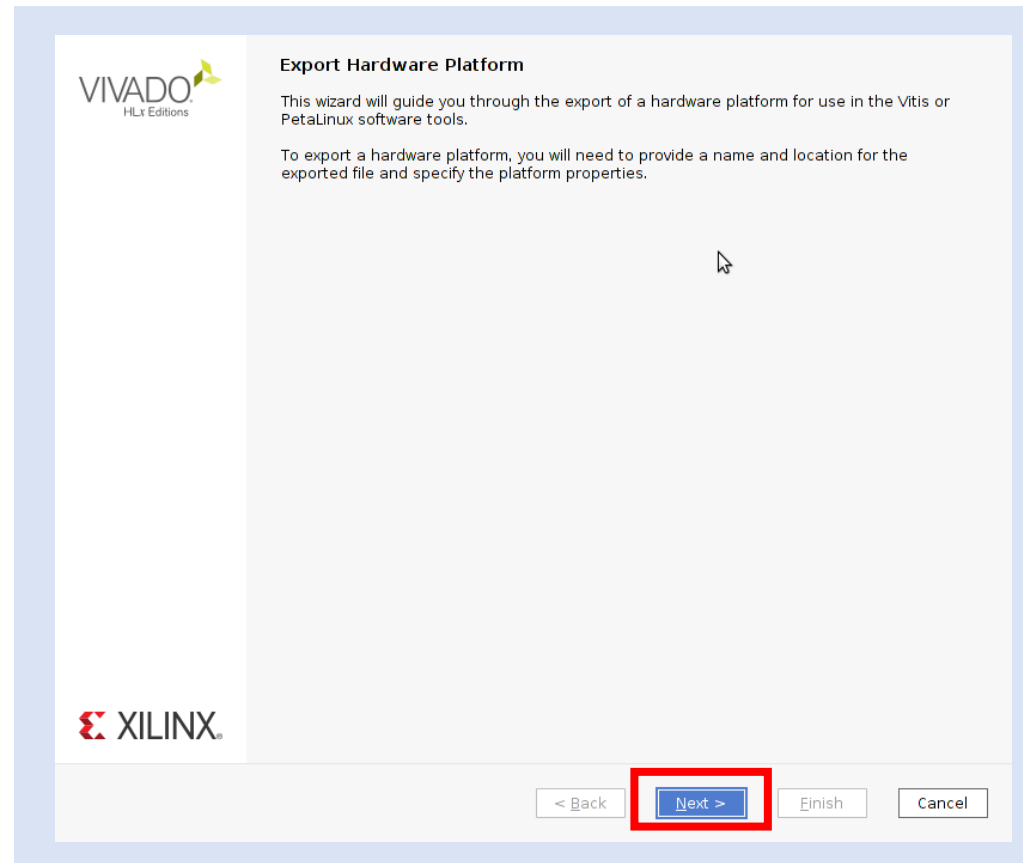 VIVADO.
HLx Editions
Export Hardware Platform
This wizard will guide you through the export of a hardware platform for use in the Vitis or
PetaLinux software tools.
To export a hardware platform, you will need to provide a name and location for the
exported file and specify the platform properties.
XILINX®
< Back
Next >
Finish
Cancel